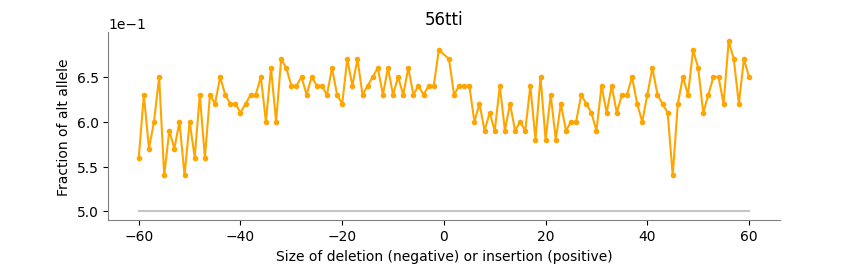 56tti
1e−1
Fraction of alt allele
6.5
6.0
5.5
5.0
−60 −40 −20 0 20 40 60
Size of deletion (negative) or insertion (positive)